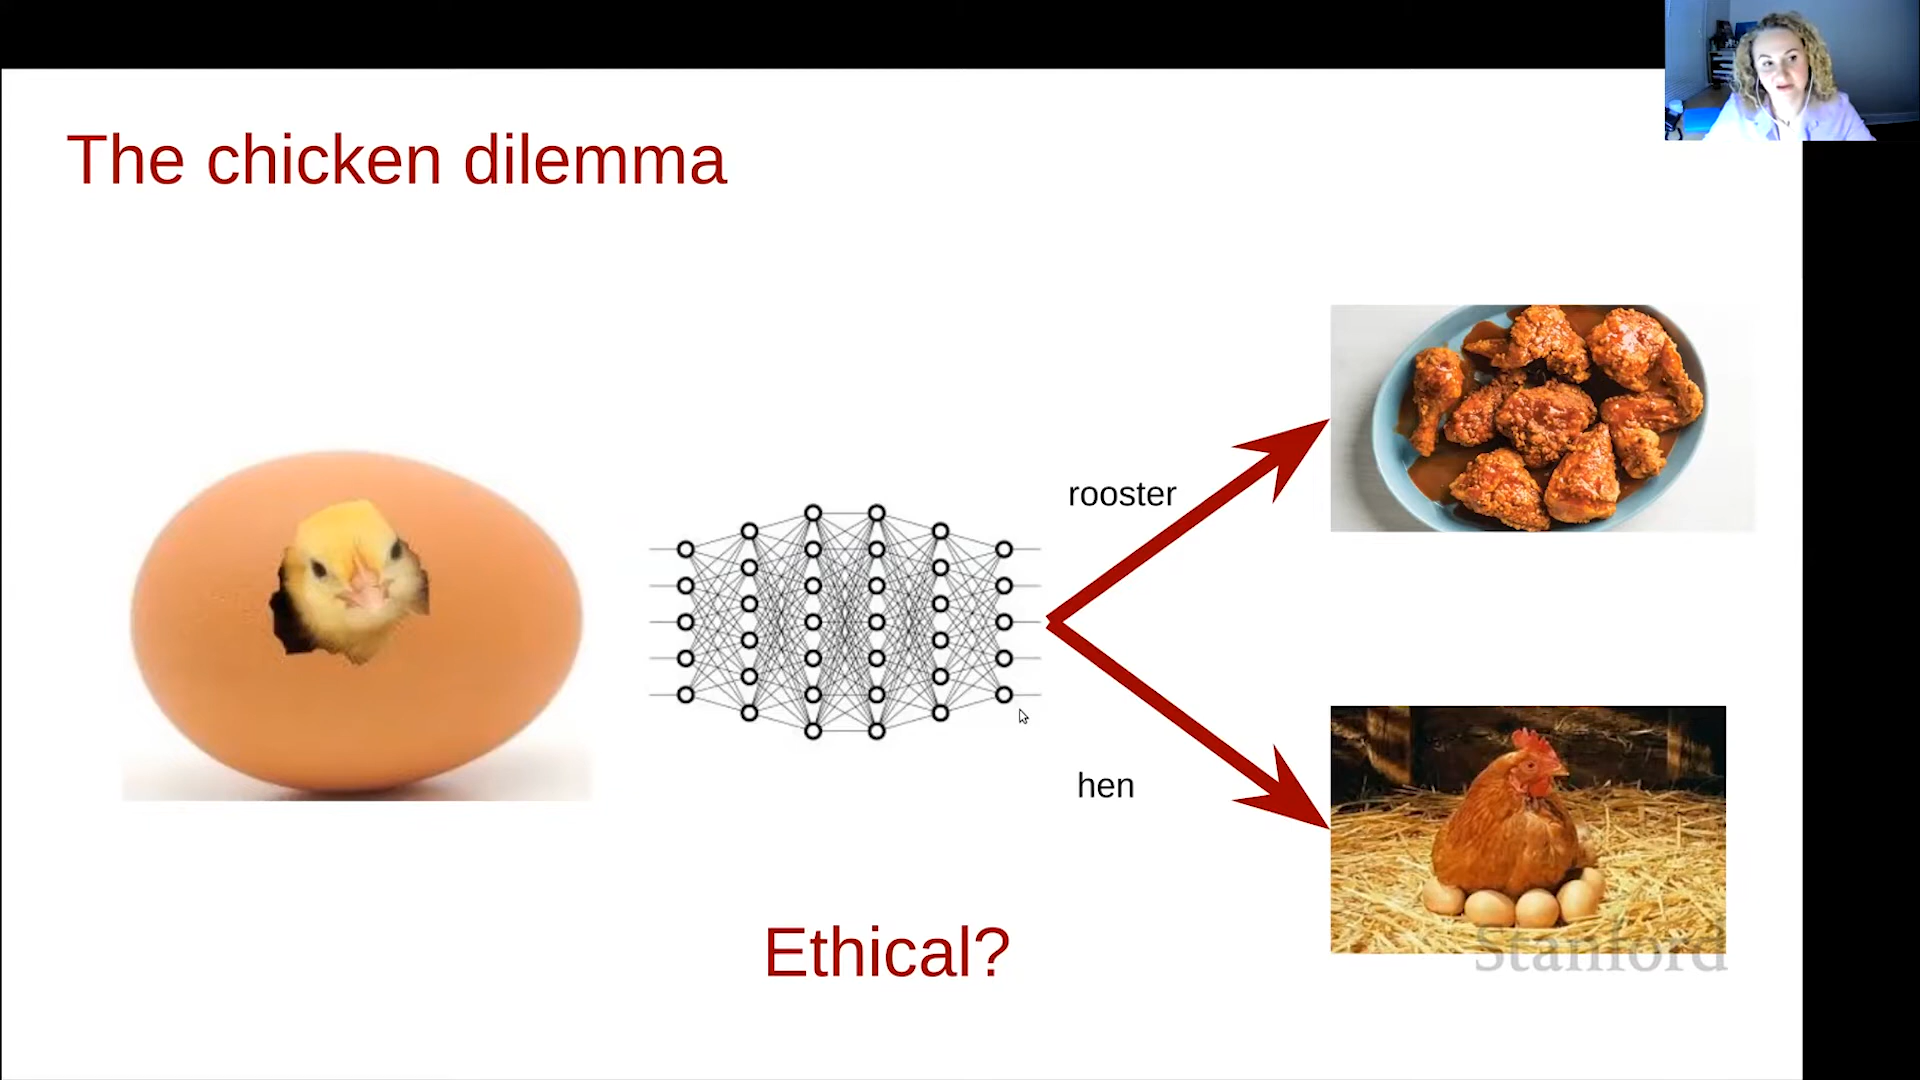 The chicken dilemma
rooster
hen
Ethical?
Stanford